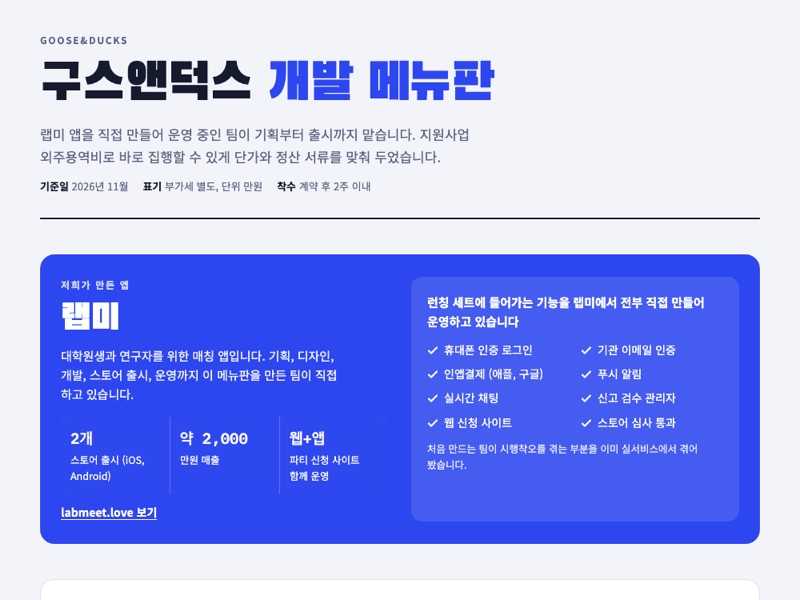 GOOSE&DUCKS
구스앤덕스 개발 메뉴판
랩미 앱을 직접 만들어 운영 중인 팀이 기획부터 출시까지 맡습니다. 지원사업
외주용역비로 바로 집행할 수 있게 단가와 정산 서류를 맞춰 두었습니다.
기준일 2026년 11월 표기 부가세 별도, 단위 만원 착수 계약 후 2주 이내
저희가 만든 앱
랩미
대학원생과 연구자를 위한 매칭 앱입니다. 기획, 디자인,
개발, 스토어 출시, 운영까지 이 메뉴판을 만든 팀이 직접
하고 있습니다.
2개
스토어 출시 (iOS,
Android)
약 2,000
만원 매출
웹+앱
파티 신청 사이트
함께 운영
labmeet.love 보기
런칭 세트에 들어가는 기능을 랩미에서 전부 직접 만들어
운영하고 있습니다
휴대폰 인증 로그인
기관 이메일 인증
인앱결제 (애플, 구글)
푸시 알림
실시간 채팅
신고 검수 관리자
웹 신청 사이트
스토어 심사 통과
처음 만드는 팀이 시행착오를 겪는 부분을 이미 실서비스에서 겪어
봤습니다.